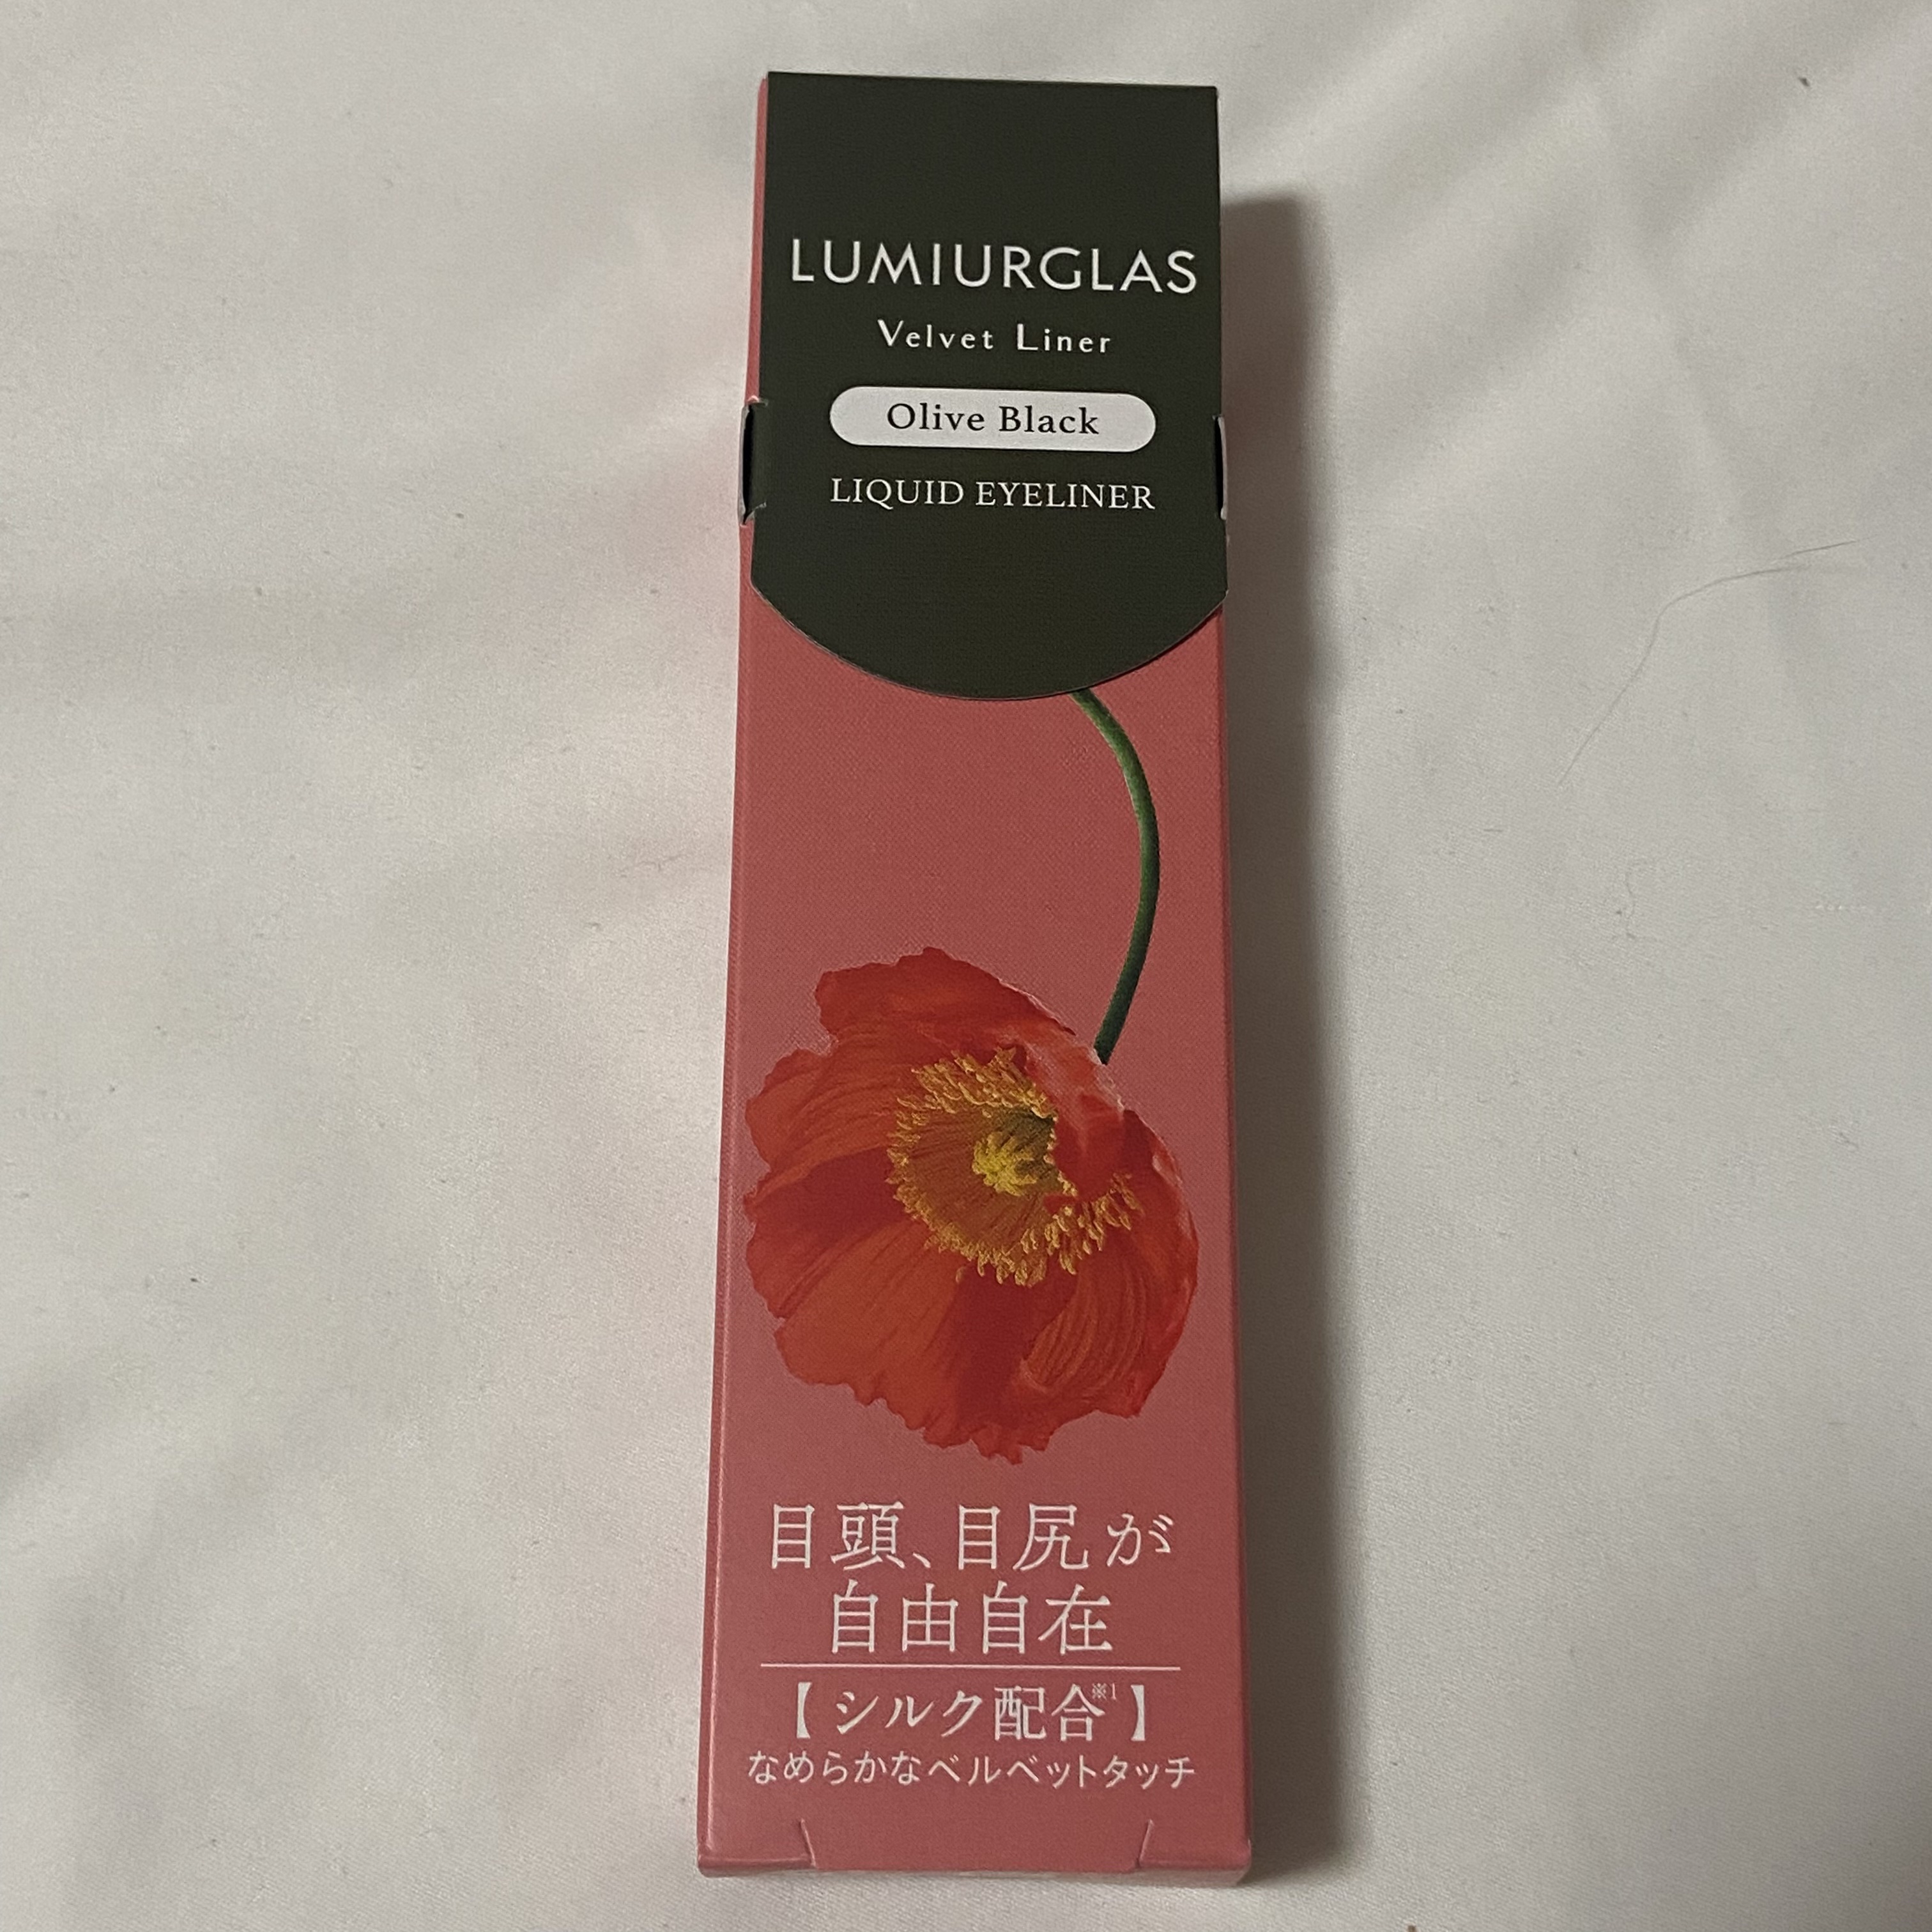 LUMIURGLAS
Velvet Liner
Olive Black
LIQUID EYELINER
目頭、目尻が
自由自在
【シルク配合※1】
なめらかなベルベットタッチ